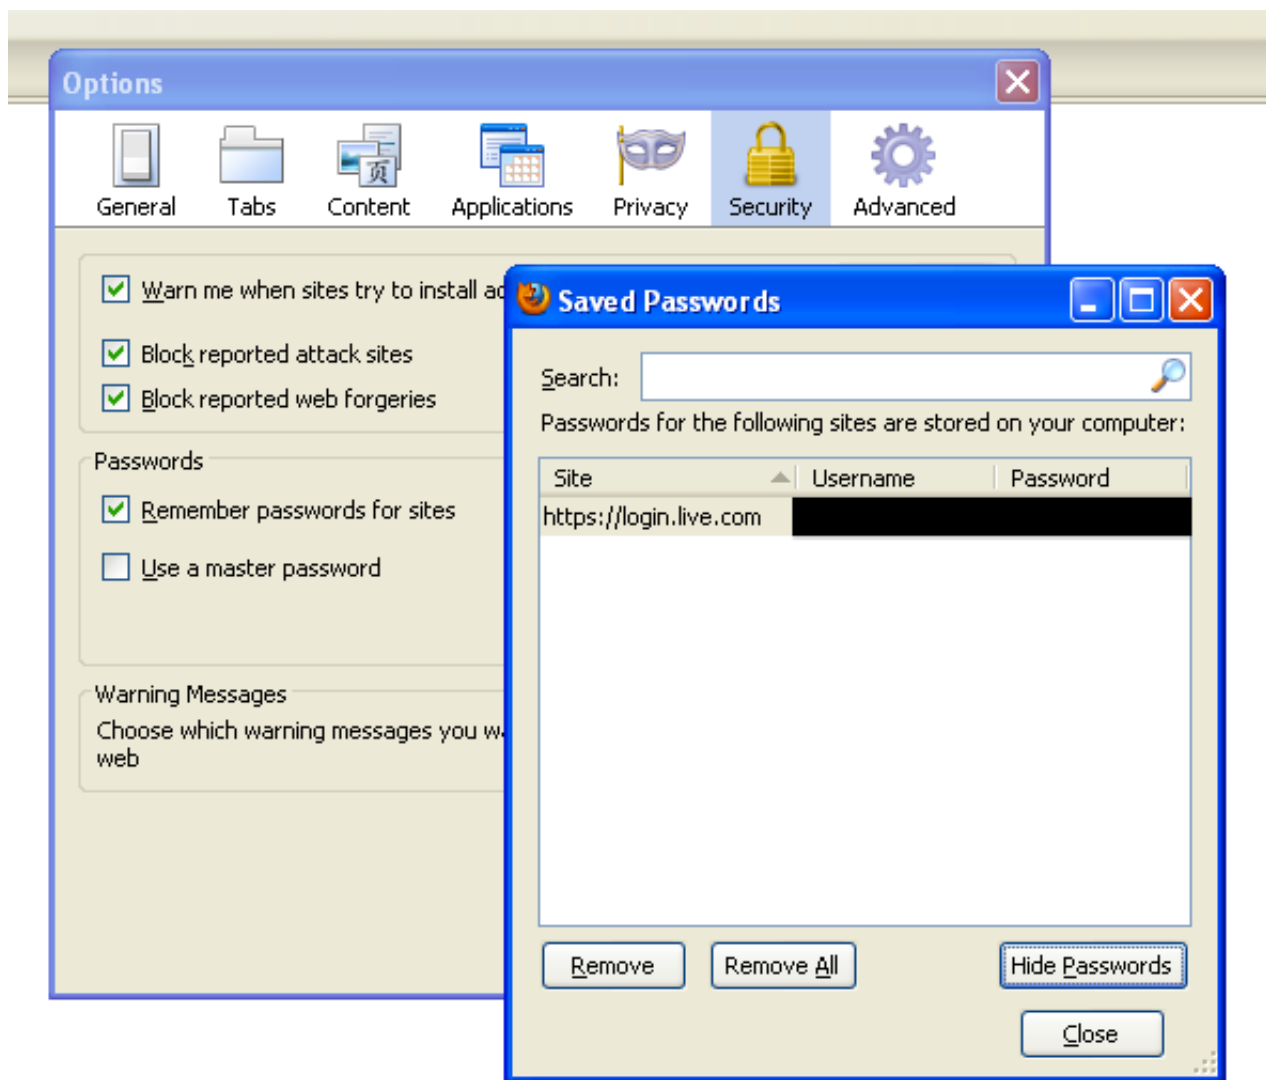 Options
General Tabs Content Applications Privacy Security Advanced
页
Warn me when sites try to install
Block reported attack sites
Block reported web forgeries
Passwords
Remember passwords for sites
Use a master password
Warning Messages
Choose which warning messages you
web
Saved Passwords
Search:
Passwords for the following sites are stored on your computer:
Site Username Password
https://login.live.com
Remove Remove All Hide Passwords
Close